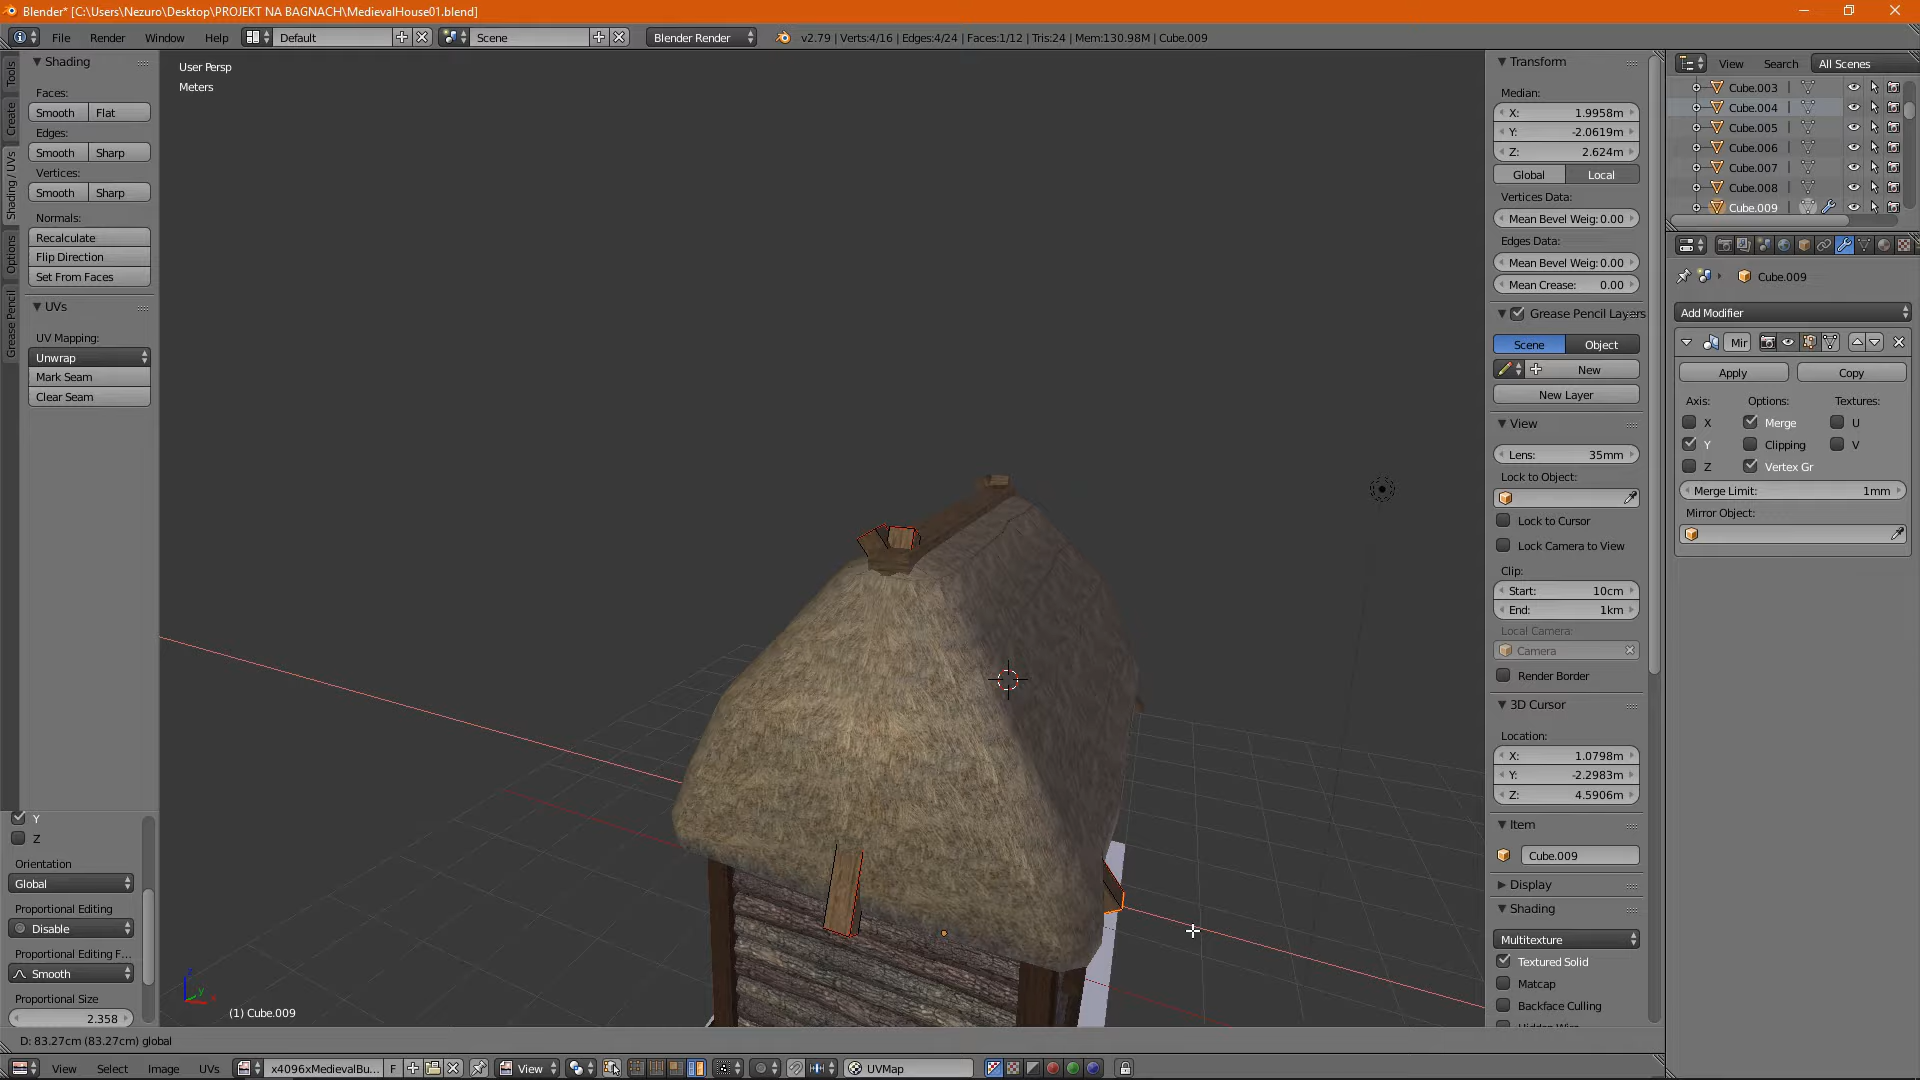 Blender* [C:\Users\Nezuro\Desktop\PROJEKT NA BAGNACH\MedievalHouse01.blend]
File Render Window Help Default Scene Blender Render v2.79 | Verts:4/16 | Edges:4/24 | Faces:1/12 | Tris:24 | Mem:130.98M | Cube.009
Tools
Create
Shading / UVs
Options
Grease Pencil
Shading
Faces:
Smooth Flat
Edges:
Smooth Sharp
Vertices:
Smooth Sharp
Normals:
Recalculate
Flip Direction
Set From Faces
UVs
UV Mapping:
Unwrap
Mark Seam
Clear Seam
Y
Z
Orientation
Global
Proportional Editing
Disable
Proportional Editing F...
Smooth
Proportional Size
2.358
User Persp
Meters
(1) Cube.009
Transform
Median:
X: 1.9958m
Y: -2.0619m
Z: 2.624m
Global Local
Vertices Data:
Mean Bevel Weig: 0.00
Edges Data:
Mean Bevel Weig: 0.00
Mean Crease: 0.00
Grease Pencil Layers
Scene Object
New
New Layer
View
Lens: 35mm
Lock to Object:
Lock to Cursor
Lock Camera to View
Clip:
Start: 10cm
End: 1km
Local Camera:
Camera
Render Border
3D Cursor
Location:
X: 1.0798m
Y: -2.2983m
Z: 4.5906m
Item
Cube.009
Display
Shading
Multitexture
Textured Solid
Matcap
Backface Culling
View Search All Scenes
Cube.003
Cube.004
Cube.005
Cube.006
Cube.007
Cube.008
Cube.009
Cube.009
Add Modifier
Mir
Apply Copy
Axis: Options: Textures:
X Merge U
Y Clipping V
Z Vertex Gr
Merge Limit: 1mm
Mirror Object:
D: 83.27cm (83.27cm) global
View Select Image UVs x4096xMedievalBu... F View UVMap